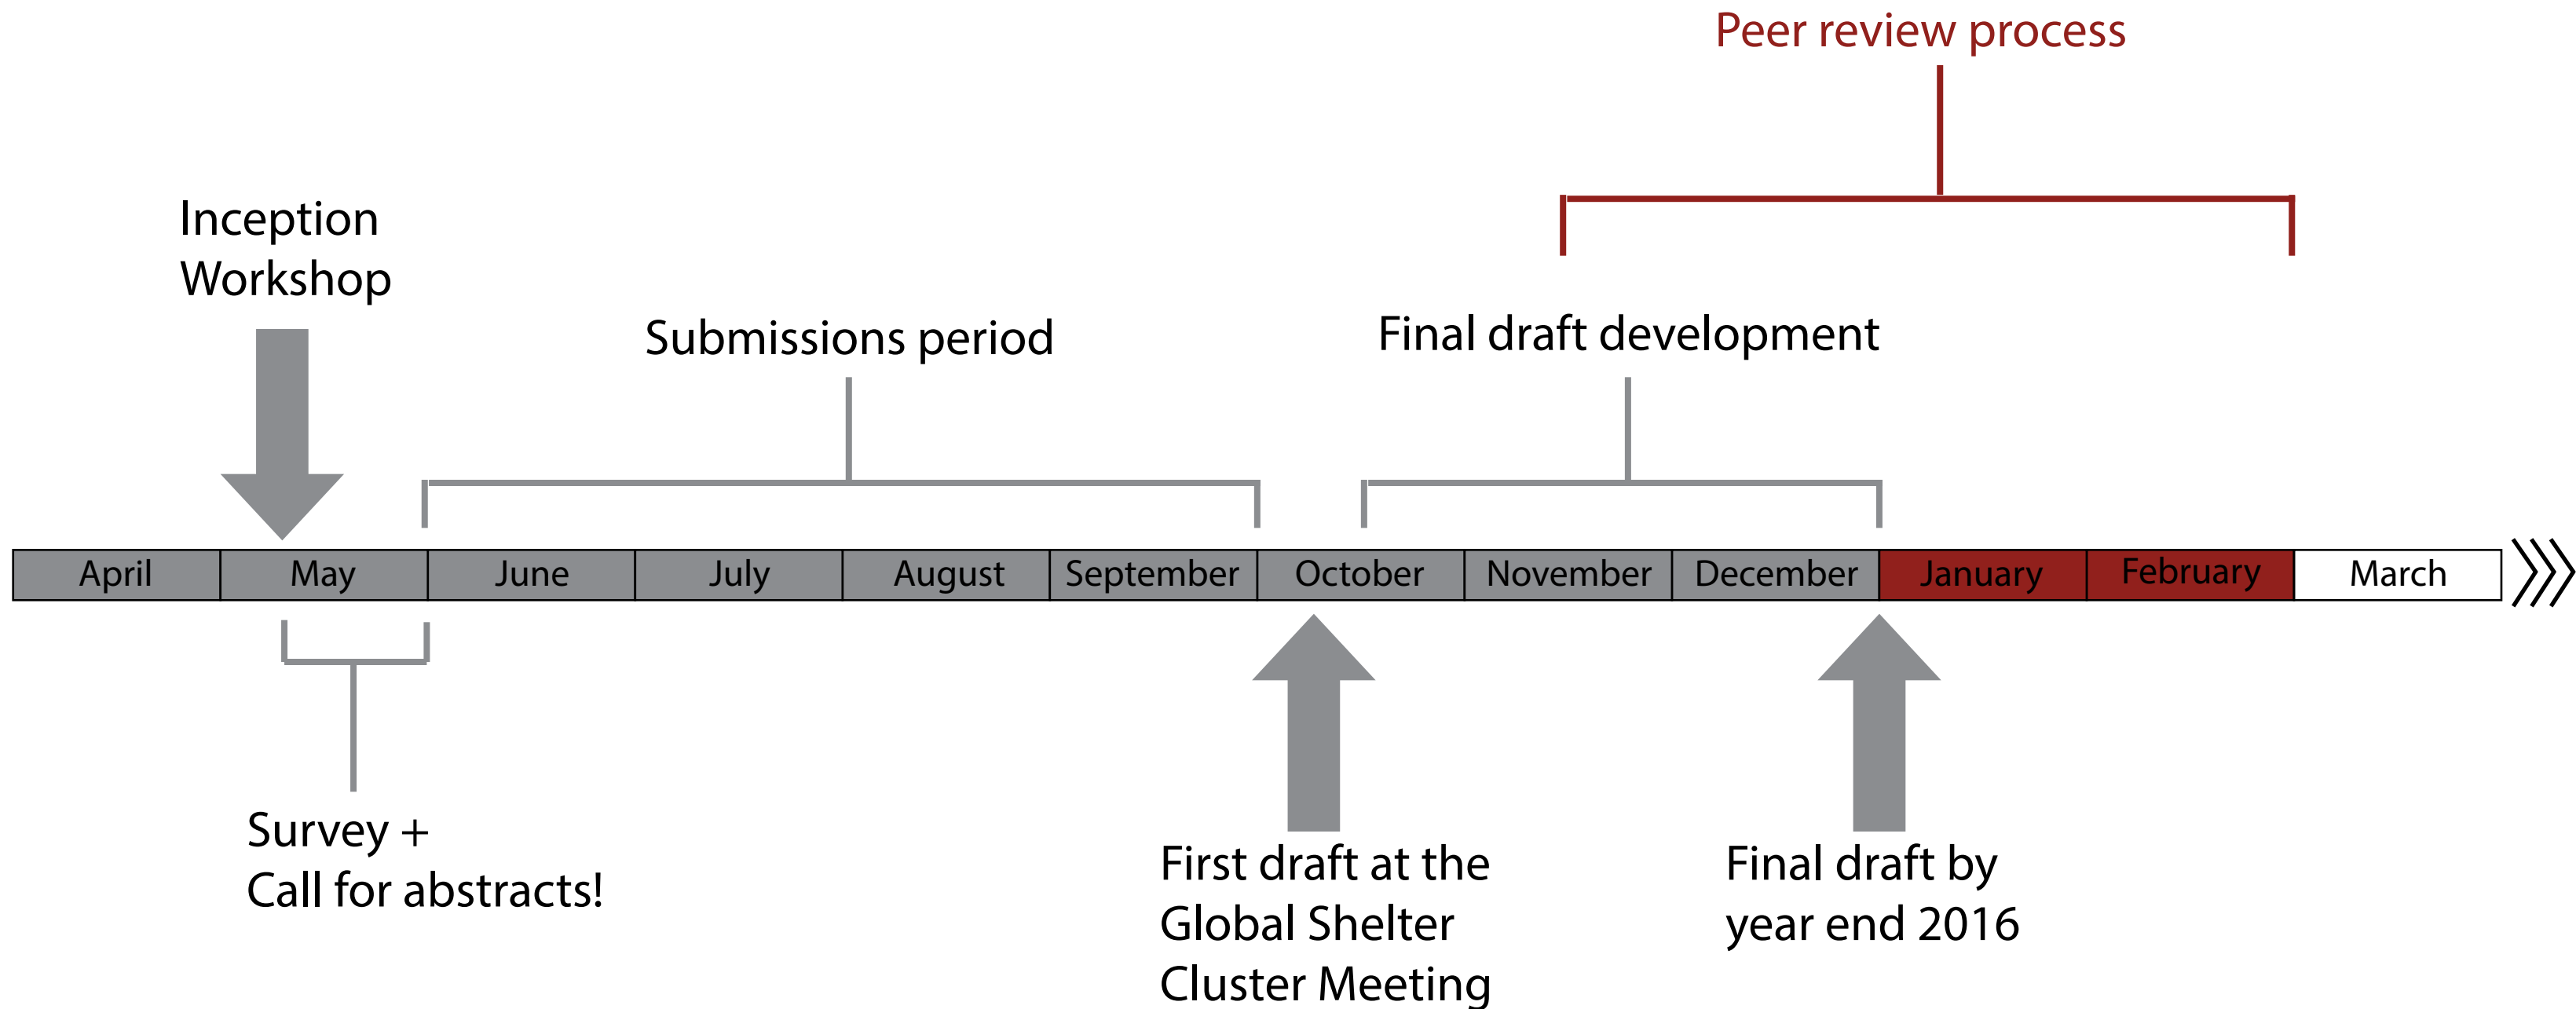 Peer review process
Inception
Workshop
Submissions period
Final draft development
April
May
June
July
August
September
October
November
December
January
February
March
Survey +
Call for abstracts!
First draft at the
Global Shelter
Cluster Meeting
Final draft by
year end 2016